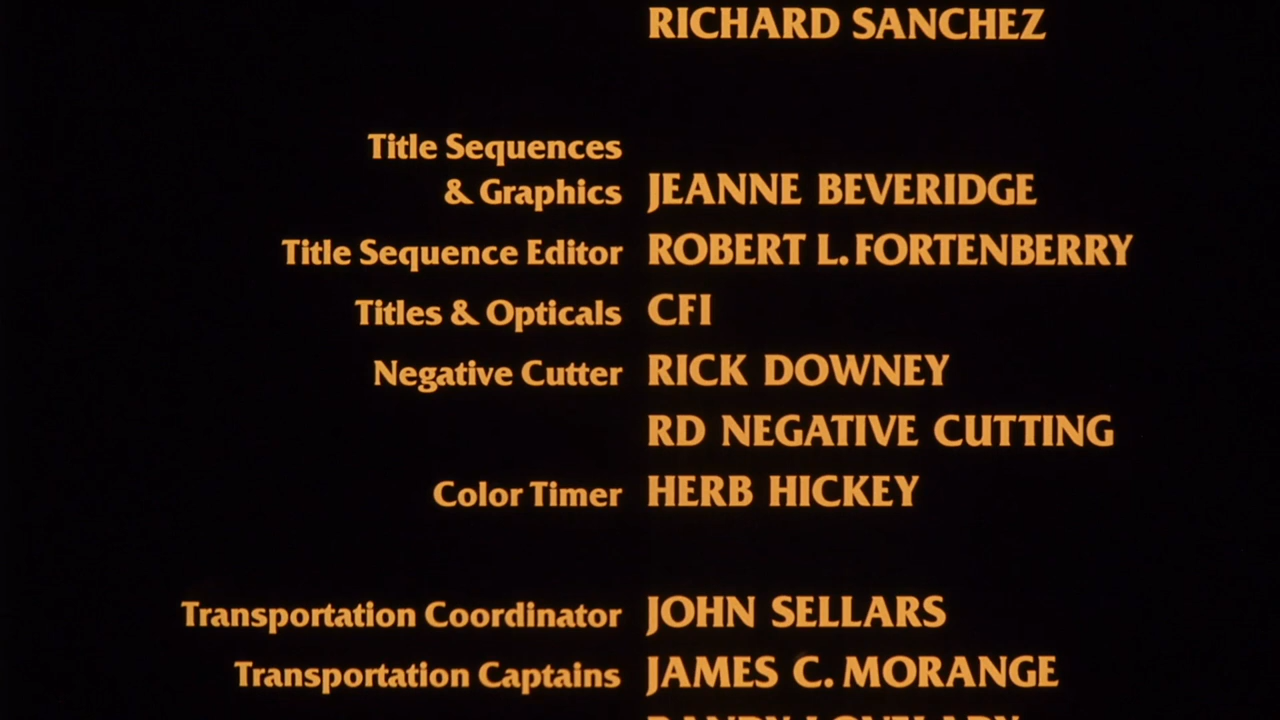 RICHARD SANCHEZ
Title Sequences
& Graphics JEANNE BEVERIDGE
Title Sequence Editor ROBERT L. FORTENBERRY
Titles & Opticals CFI
Negative Cutter RICK DOWNEY
RD NEGATIVE CUTTING
Color Timer HERB HICKEY
Transportation Coordinator JOHN SELLARS
Transportation Captains JAMES C. MORANGE